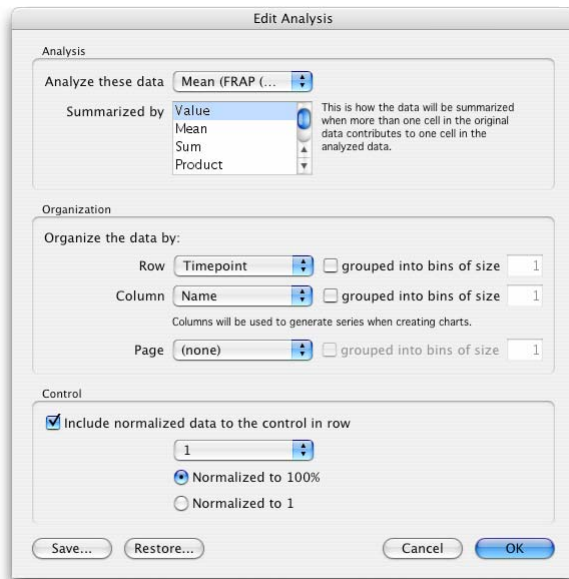 Edit Analysis
Analysis
Analyze these data Mean (FRAP (...
Summarized by
Value
Mean
Sum
Product
This is how the data will be summarized
when more than one cell in the original
data contributes to one cell in the
analyzed data.
Organization
Organize the data by:
Row Timepoint grouped into bins of size 1
Column Name grouped into bins of size 1
Columns will be used to generate series when creating charts.
Page (none) grouped into bins of size 1
Control
Include normalized data to the control in row
1
Normalized to 100%
Normalized to 1
Save... Restore... Cancel OK